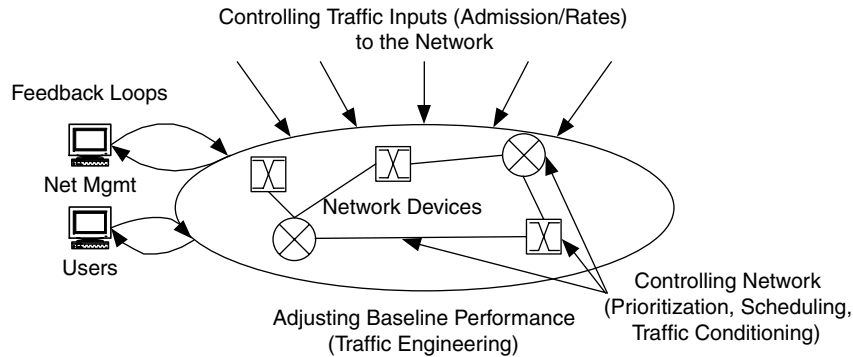 Controlling Traffic Inputs (Admission/Rates)
to the Network
Feedback Loops
Net Mgmt
Network Devices
Users
Controlling Network
(Prioritization, Scheduling,
Traffic Conditioning)
Adjusting Baseline Performance
(Traffic Engineering)